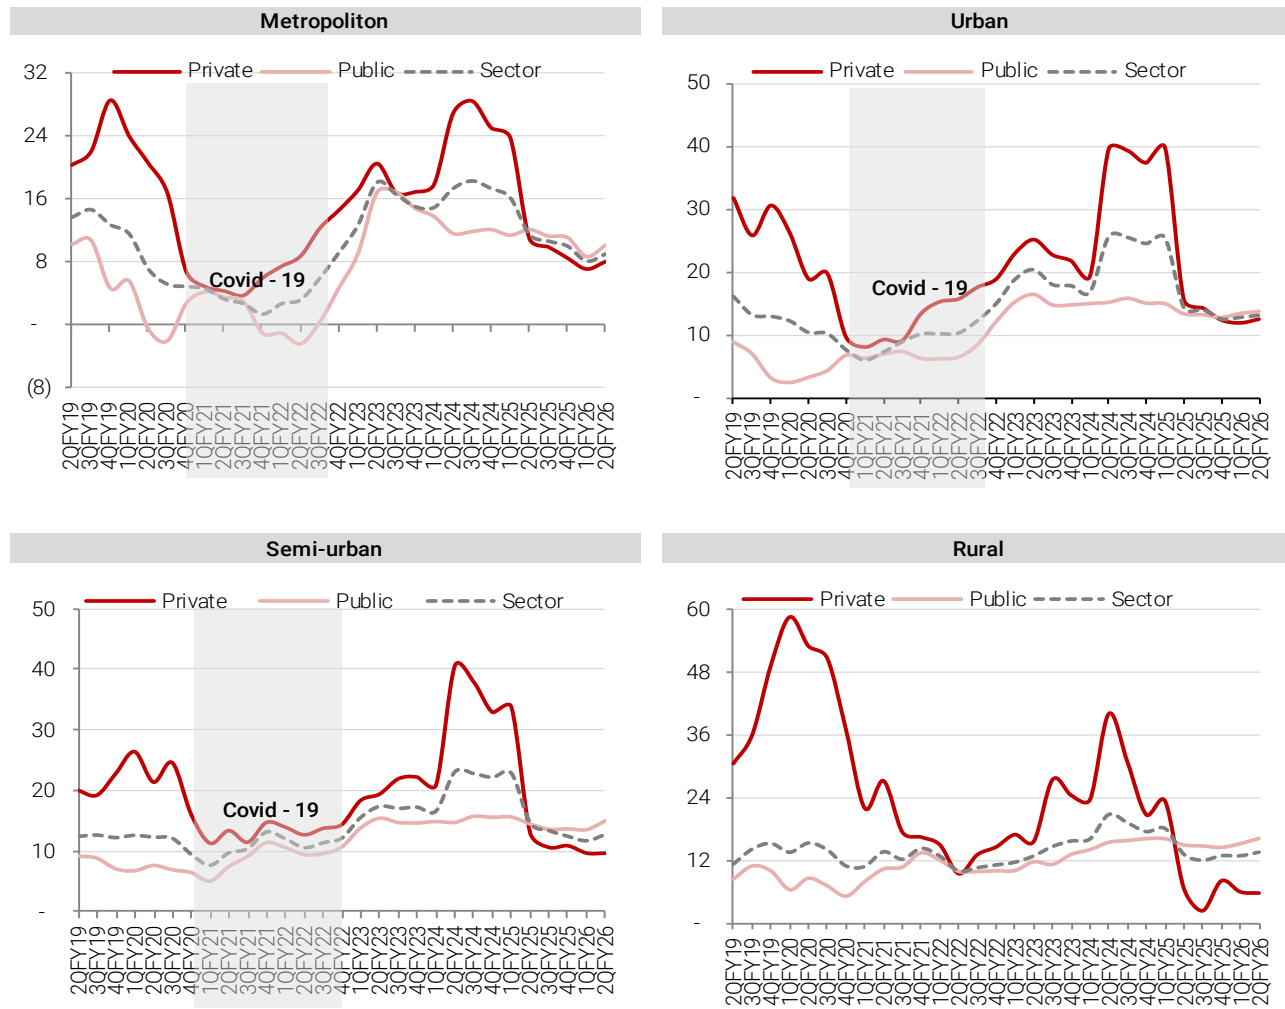 Metropoliton
Private Public Sector
32
24
16
8
-
(8)
Covid - 19
2QFY19
3QFY19
4QFY19
1QFY20
2QFY20
3QFY20
4QFY20
1QFY21
2QFY21
3QFY21
4QFY21
1QFY22
2QFY22
3QFY22
4QFY22
1QFY23
2QFY23
3QFY23
4QFY23
1QFY24
2QFY24
3QFY24
4QFY24
1QFY25
2QFY25
3QFY25
4QFY25
1QFY26
2QFY26
Urban
Private Public Sector
50
40
30
20
10
-
Covid - 19
2QFY19
3QFY19
4QFY19
1QFY20
2QFY20
3QFY20
4QFY20
1QFY21
2QFY21
3QFY21
4QFY21
1QFY22
2QFY22
3QFY22
4QFY22
1QFY23
2QFY23
3QFY23
4QFY23
1QFY24
2QFY24
3QFY24
4QFY24
1QFY25
2QFY25
3QFY25
4QFY25
1QFY26
2QFY26
Semi-urban
Private Public Sector
50
40
30
20
10
-
Covid - 19
2QFY19
3QFY19
4QFY19
1QFY20
2QFY20
3QFY20
4QFY20
1QFY21
2QFY21
3QFY21
4QFY21
1QFY22
2QFY22
3QFY22
4QFY22
1QFY23
2QFY23
3QFY23
4QFY23
1QFY24
2QFY24
3QFY24
4QFY24
1QFY25
2QFY25
3QFY25
4QFY25
1QFY26
2QFY26
Rural
Private Public Sector
60
48
36
24
12
-
2QFY19
3QFY19
4QFY19
1QFY20
2QFY20
3QFY20
4QFY20
1QFY21
2QFY21
3QFY21
4QFY21
1QFY22
2QFY22
3QFY22
4QFY22
1QFY23
2QFY23
3QFY23
4QFY23
1QFY24
2QFY24
3QFY24
4QFY24
1QFY25
2QFY25
3QFY25
4QFY25
1QFY26
2QFY26